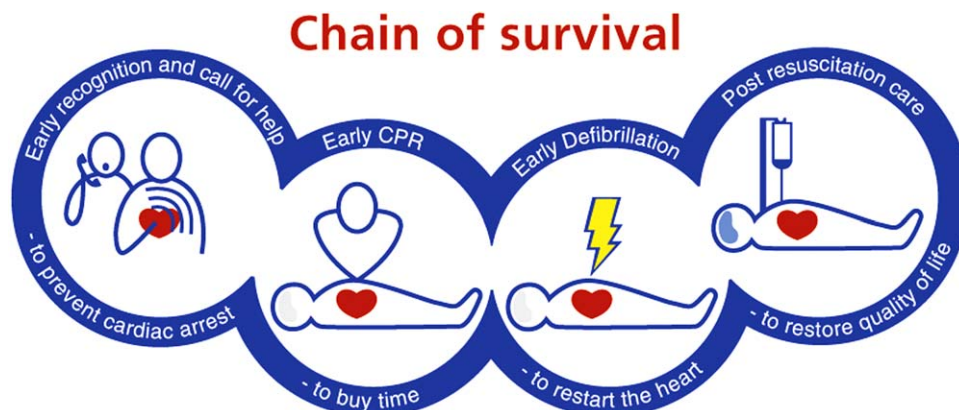 Chain of survival
Early recognition and call for help
- to prevent cardiac arrest
Early CPR
- to buy time
Early Defibrillation
- to restart the heart
Post resuscitation care
- to restore quality of life